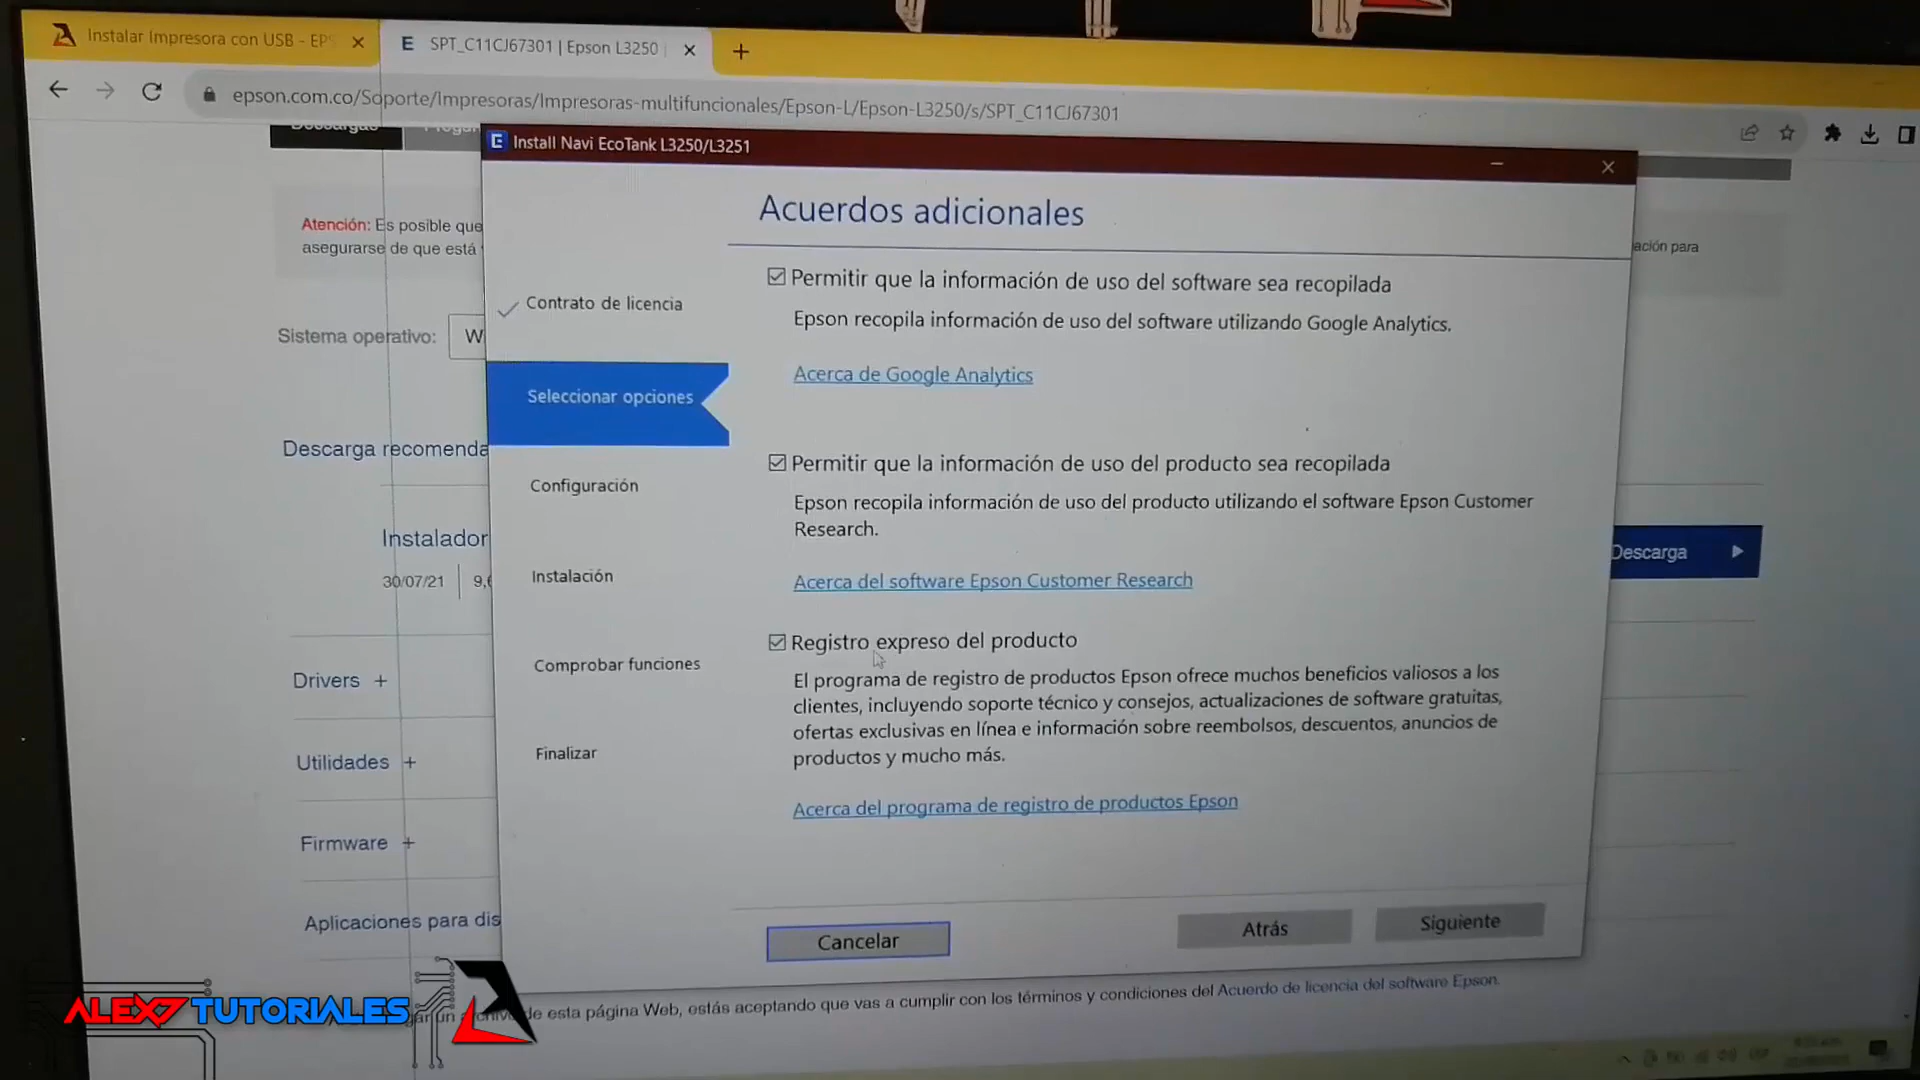 Instalar Impresora con USB - EPS
SPT_C11CJ67301 | Epson L3250
epson.com.co/Soporte/Impresoras/Impresoras-multifuncionales/Epson-L/Epson-L3250/s/SPT_C11CJ67301
Descargas
Install Navi EcoTank L3250/L3251
Acuerdos adicionales
Atención: Es posible que
asegurarse de que está
ación para
Permitir que la información de uso del software sea recopilada
Contrato de licencia
Epson recopila información de uso del software utilizando Google Analytics.
Sistema operativo: W
Acerca de Google Analytics
Seleccionar opciones
Descarga recomenda
Permitir que la información de uso del producto sea recopilada
Configuración
Epson recopila información de uso del producto utilizando el software Epson Customer
Research.
Instalador
Descarga
30/07/21
Instalación
Acerca del software Epson Customer Research
Registro expreso del producto
Comprobar funciones
Drivers +
El programa de registro de productos Epson ofrece muchos beneficios valiosos a los
clientes, incluyendo soporte técnico y consejos, actualizaciones de software gratuitas,
ofertas exclusivas en línea e información sobre reembolsos, descuentos, anuncios de
productos y mucho más.
Utilidades +
Finalizar
Acerca del programa de registro de productos Epson
Firmware +
Aplicaciones para dis
Cancelar
Atrás
Siguiente
de esta página Web, estás aceptando que vas a cumplir con los términos y condiciones del Acuerdo de licencia del software Epson.
ALEX7 TUTORIALES